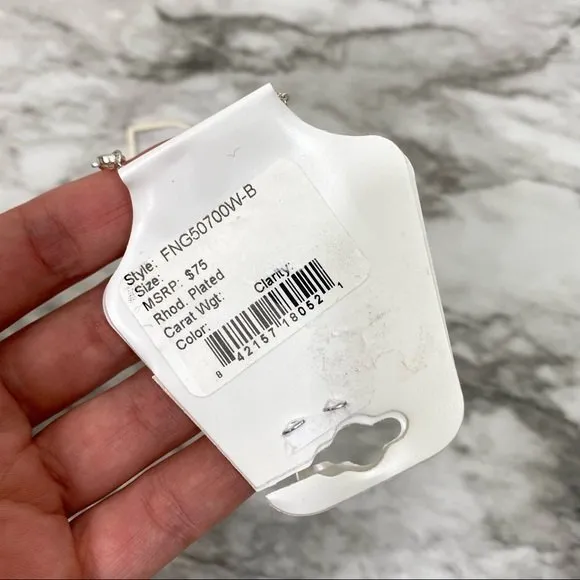 Style: FNG50700W-B
Size:
MSRP: $75
Rhod. Plated
Carat Wgt: Clarity:
Color:
8 42157 18052 1